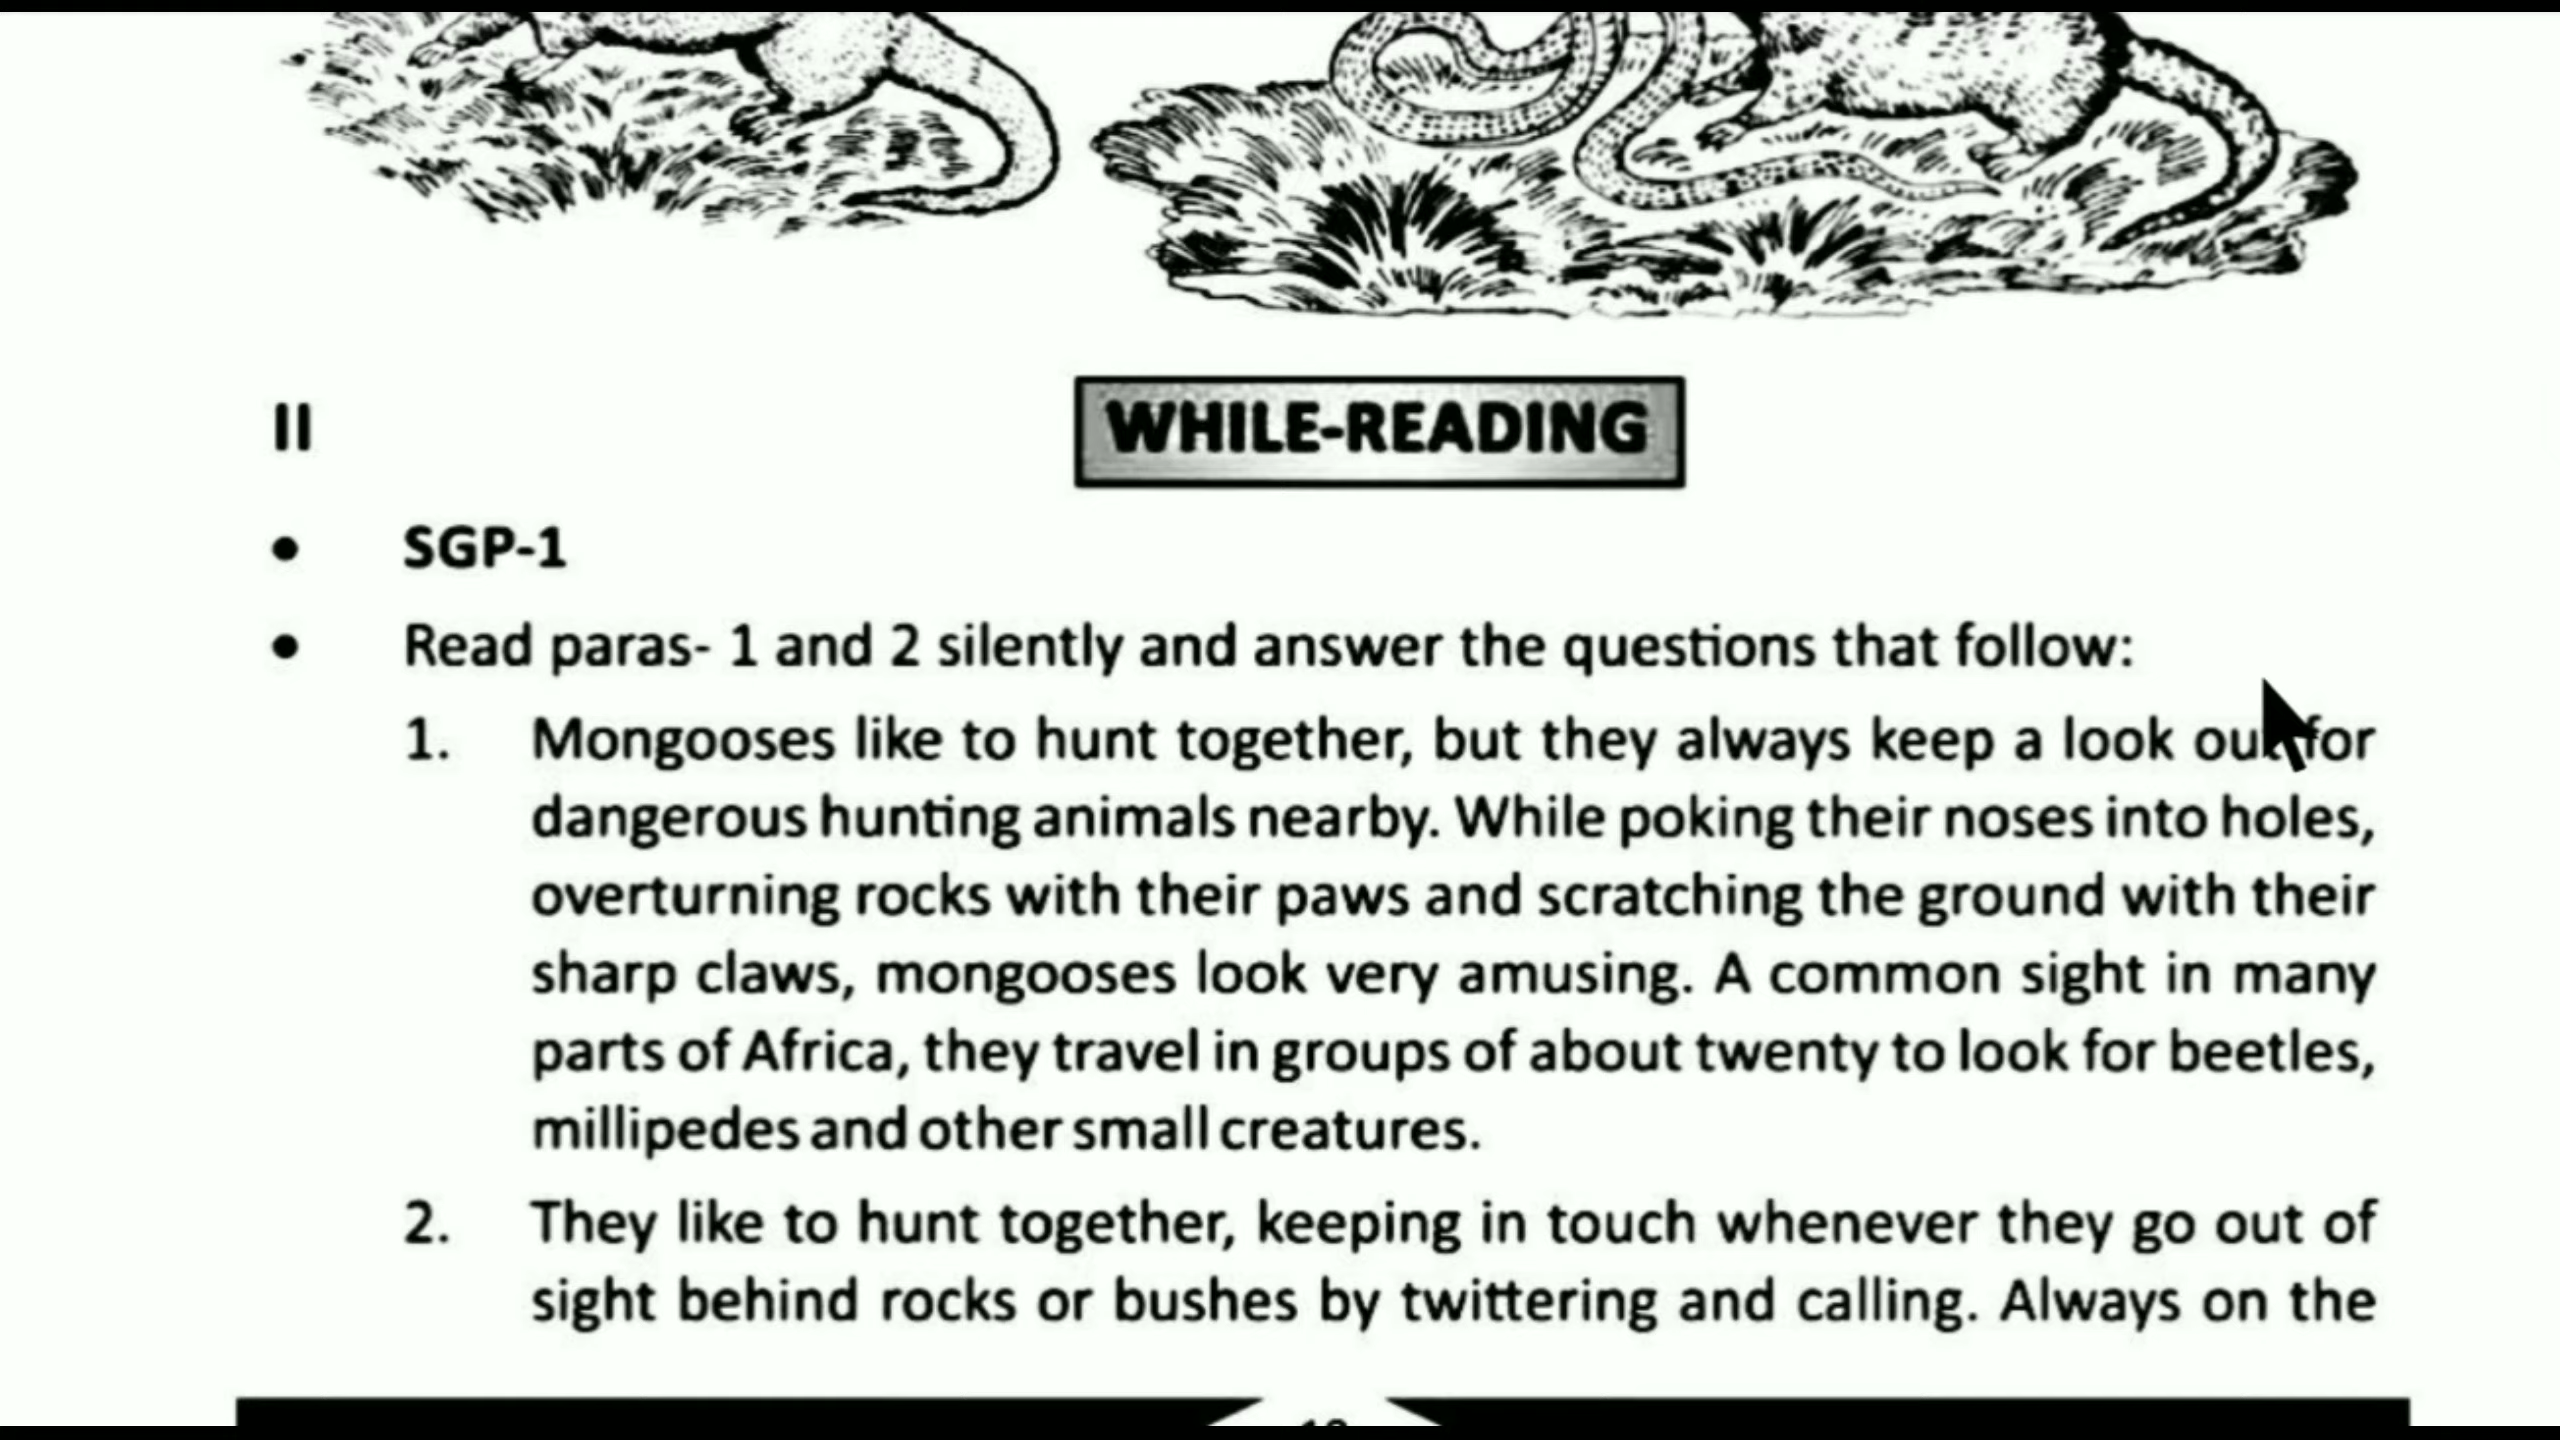 II
WHILE-READING
• SGP-1
• Read paras- 1 and 2 silently and answer the questions that follow:
1. Mongooses like to hunt together, but they always keep a look out for
dangerous hunting animals nearby. While poking their noses into holes,
overturning rocks with their paws and scratching the ground with their
sharp claws, mongooses look very amusing. A common sight in many
parts of Africa, they travel in groups of about twenty to look for beetles,
millipedes and other small creatures.
2. They like to hunt together, keeping in touch whenever they go out of
sight behind rocks or bushes by twittering and calling. Always on the